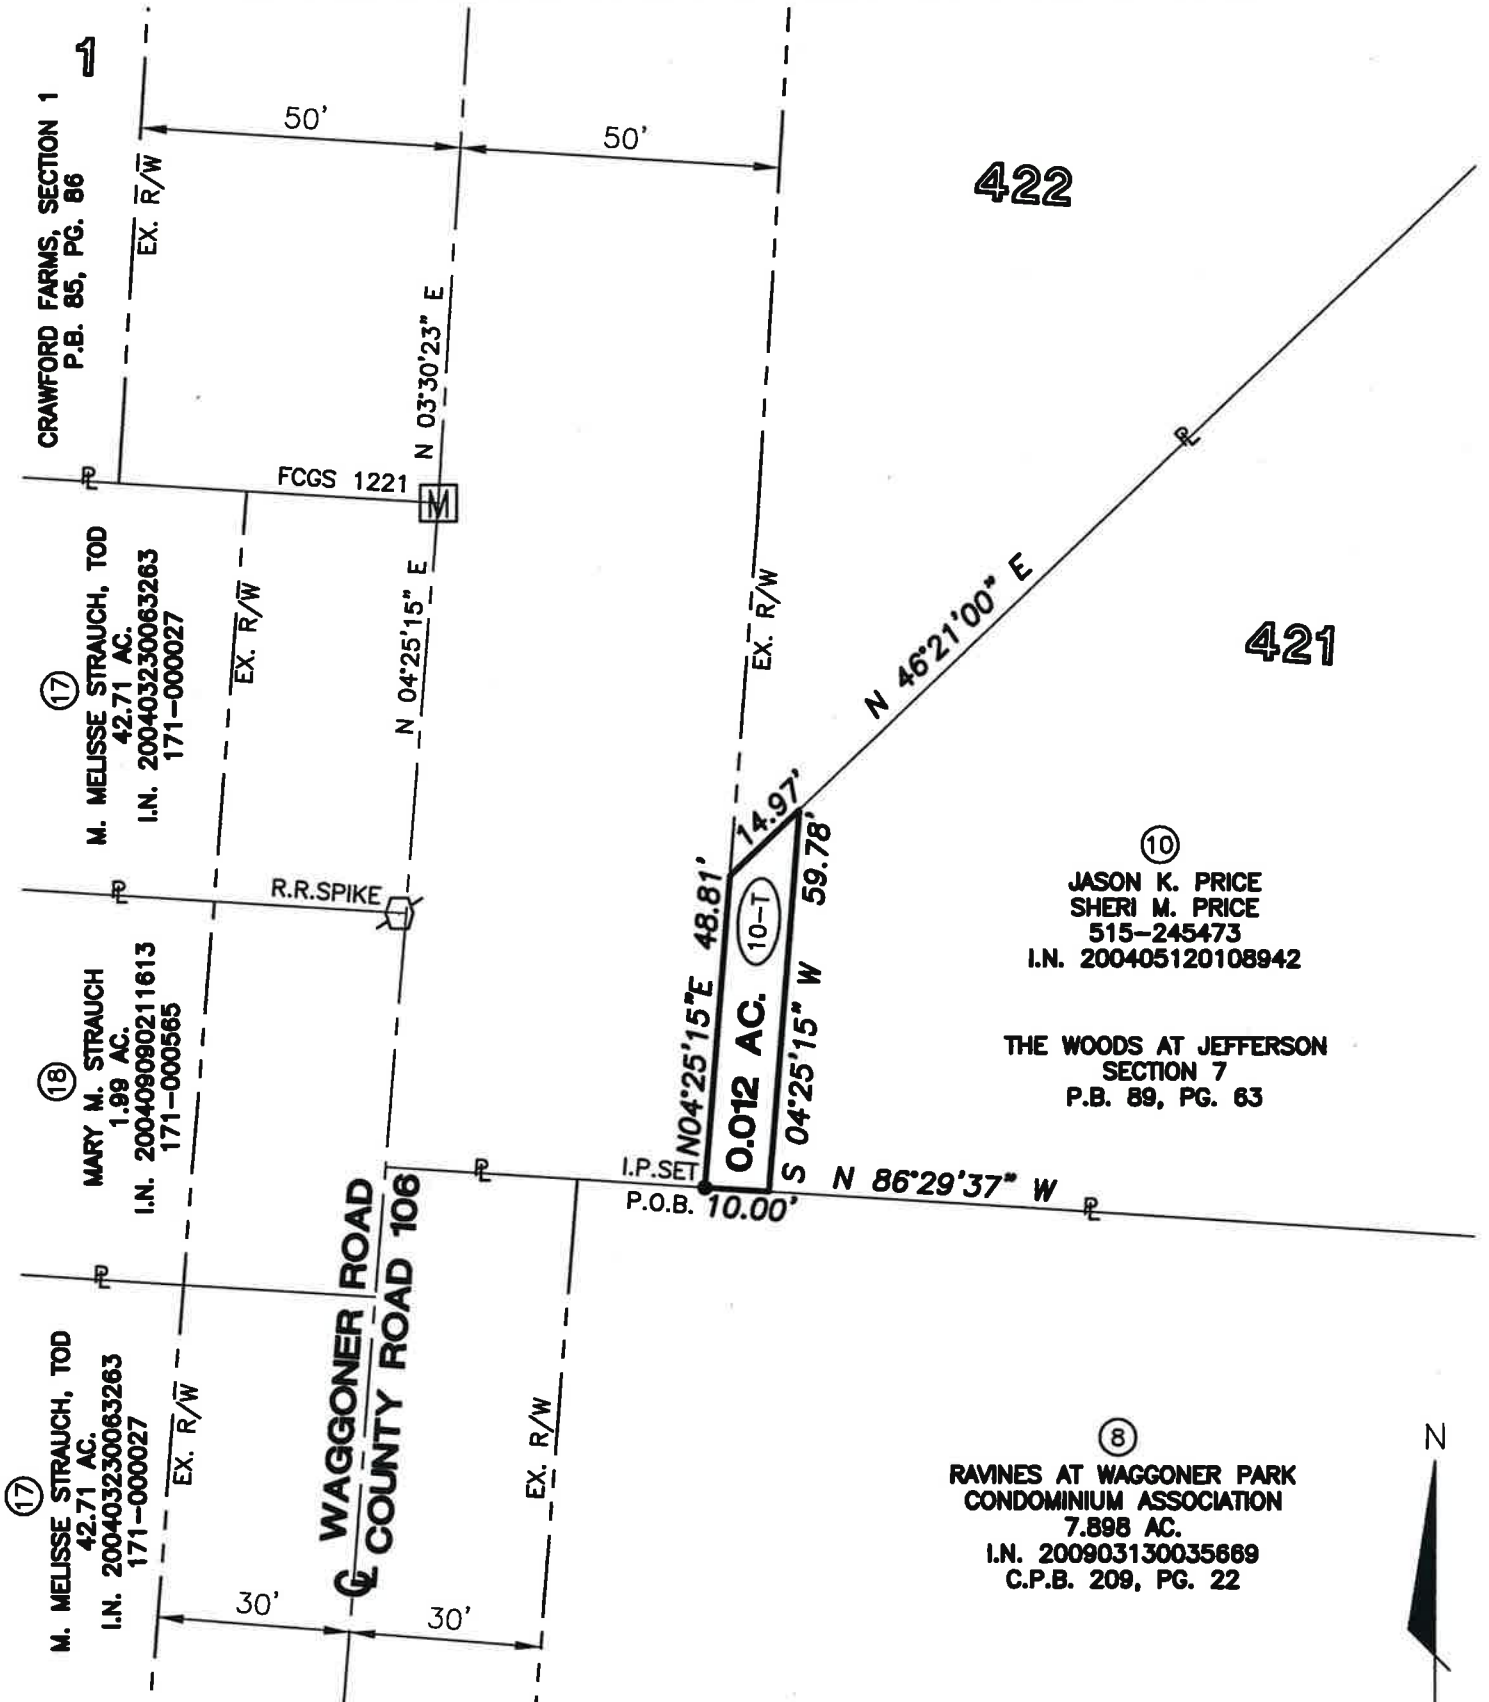 1
CRAWFORD FARMS, SECTION 1
P.B. 85, PG. 86
EX. R/W
50'
50'
422
N 03°30'23" E
FCGS 1221
M
P̵L
17
M. MELISSE STRAUCH, TOD
42.71 AC.
I.N. 200403230063263
171-000027
EX. R/W
N 04°25'15" E
EX. R/W
N 46°21'00" E
PL
421
R.R.SPIKE
PL
18
MARY M. STRAUCH
1.99 AC.
I.N. 200409090211613
171-000565
14.97'
N04°25'15"E 48.81'
10-T
0.012 AC.
S 04°25'15" W 59.78'
10
JASON K. PRICE
SHERI M. PRICE
515-245473
I.N. 200405120108942
THE WOODS AT JEFFERSON
SECTION 7
P.B. 89, PG. 63
PL
I.P.SET
P.O.B.
10.00'
N 86°29'37" W
PL
PL
CL WAGGONER ROAD
COUNTY ROAD 106
17
M. MELISSE STRAUCH, TOD
42.71 AC.
I.N. 200403230063263
171-000027
EX. R/W
EX. R/W
30'
30'
8
RAVINES AT WAGGONER PARK
CONDOMINIUM ASSOCIATION
7.898 AC.
I.N. 200903130035669
C.P.B. 209, PG. 22
N